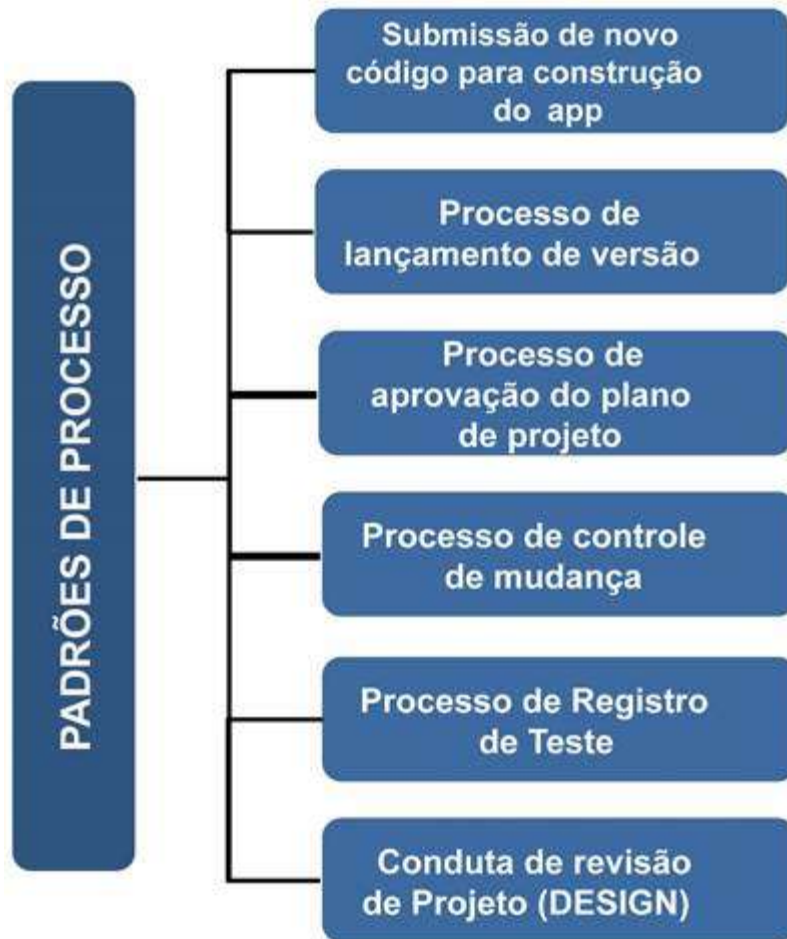 PADRÕES DE PROCESSO
Submissão de novo
código para construção
do app
Processo de
lançamento de versão
Processo de
aprovação do plano
de projeto
Processo de controle
de mudança
Processo de Registro
de Teste
Conduta de revisão
de Projeto (DESIGN)